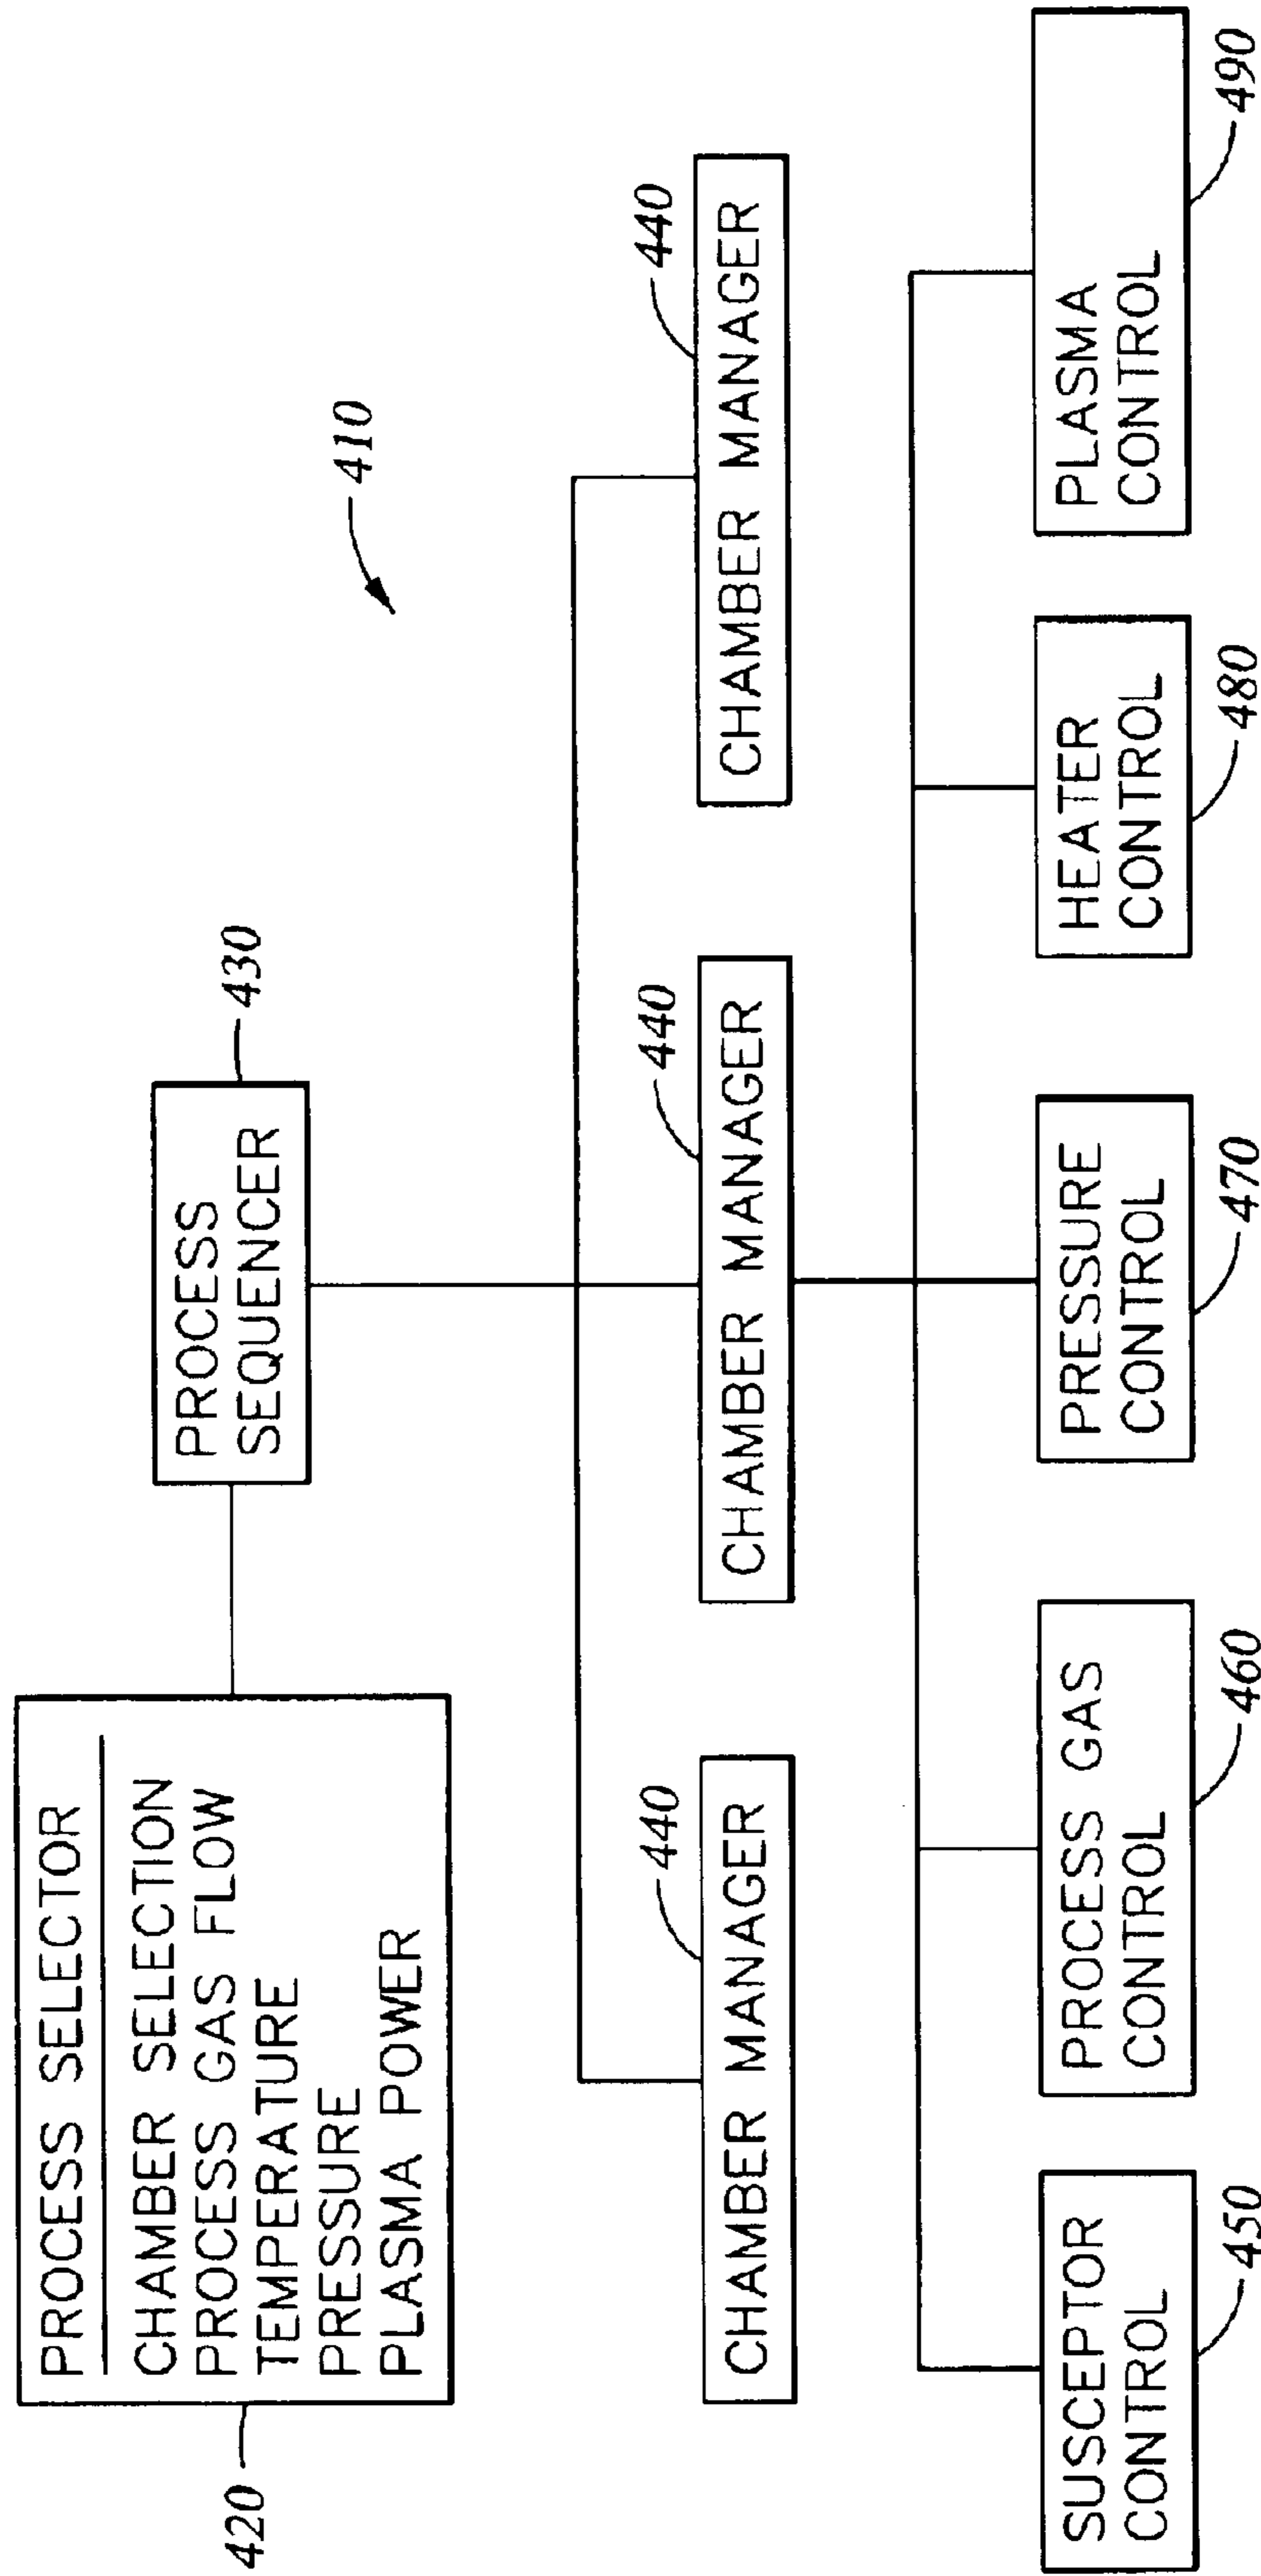 410
PROCESS SELECTOR
CHAMBER SELECTION
PROCESS GAS FLOW
TEMPERATURE
PRESSURE
PLASMA POWER
420
PROCESS
SEQUENCER
430
CHAMBER MANAGER
440
CHAMBER MANAGER
440
CHAMBER MANAGER
440
SUSCEPTOR
CONTROL
450
PROCESS GAS
CONTROL
460
PRESSURE
CONTROL
470
HEATER
CONTROL
480
PLASMA
CONTROL
490